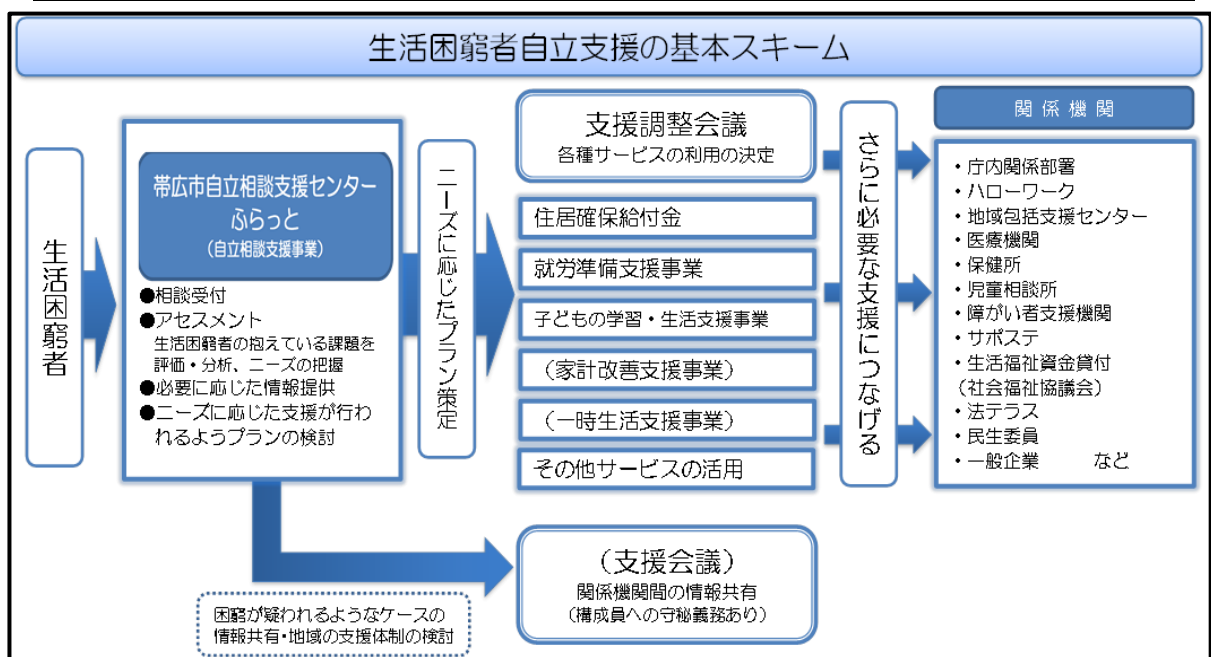 生活困窮者自立支援の基本スキーム
生活困窮者
帯広市自立相談支援センター
ふらっと
（自立相談支援事業）
●相談受付
●アセスメント
生活困窮者の抱えている課題を
評価・分析、ニーズの把握
●必要に応じた情報提供
●ニーズに応じた支援が行わ
れるようプランの検討
ニーズに応じたプラン策定
支援調整会議
各種サービスの利用の決定
住居確保給付金
就労準備支援事業
子どもの学習・生活支援事業
（家計改善支援事業）
（一時生活支援事業）
その他サービスの活用
さらに必要な支援につなげる
関係機関
・庁内関係部署
・ハローワーク
・地域包括支援センター
・医療機関
・保健所
・児童相談所
・障がい者支援機関
・サポステ
・生活福祉資金貸付
（社会福祉協議会）
・法テラス
・民生委員
・一般企業　　など
困窮が疑われるようなケースの
情報共有・地域の支援体制の検討
（支援会議）
関係機関間の情報共有
（構成員への守秘義務あり）